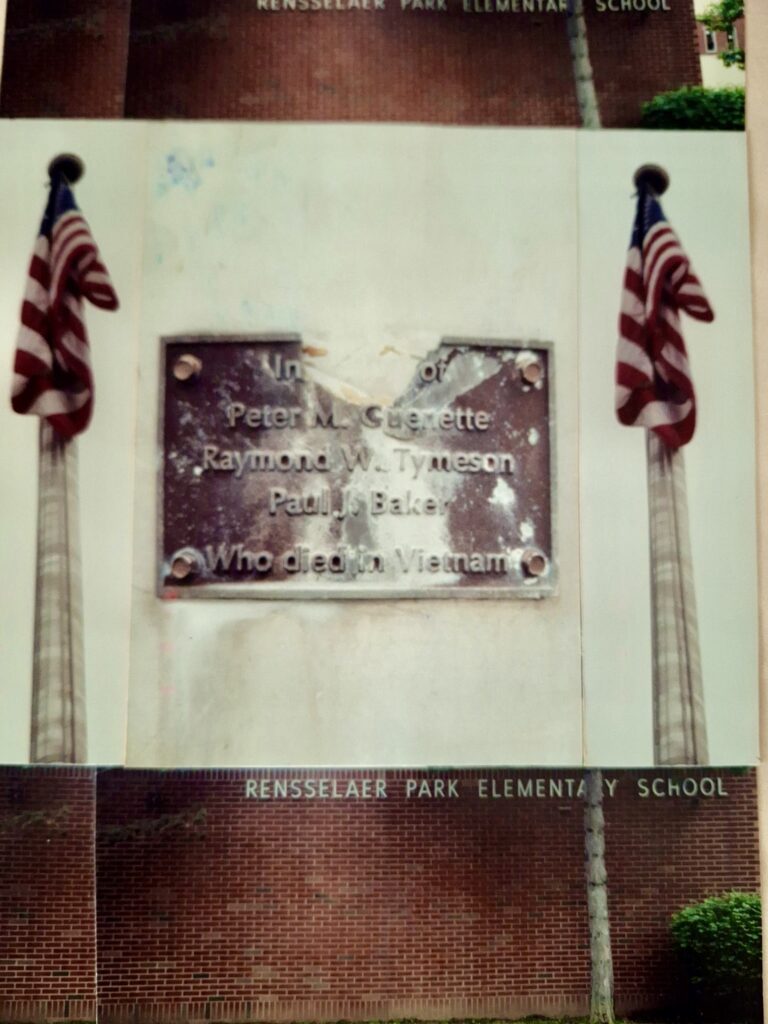 RENSSELAER PARK ELEMENTARY SCHOOL
In of
Peter M. Guenette
Raymond W. Tymeson
Paul J. Baker
Who died in Vietnam
RENSSELAER PARK ELEMENTARY SCHOOL